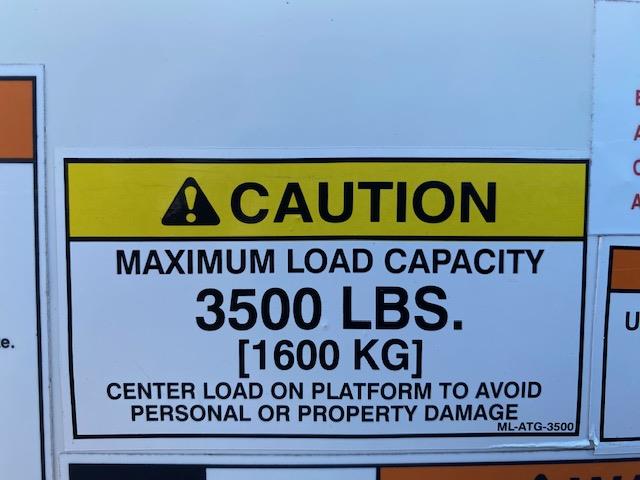 CAUTION
MAXIMUM LOAD CAPACITY
3500 LBS.
[1600 KG]
CENTER LOAD ON PLATFORM TO AVOID
PERSONAL OR PROPERTY DAMAGE
ML-ATG-3500